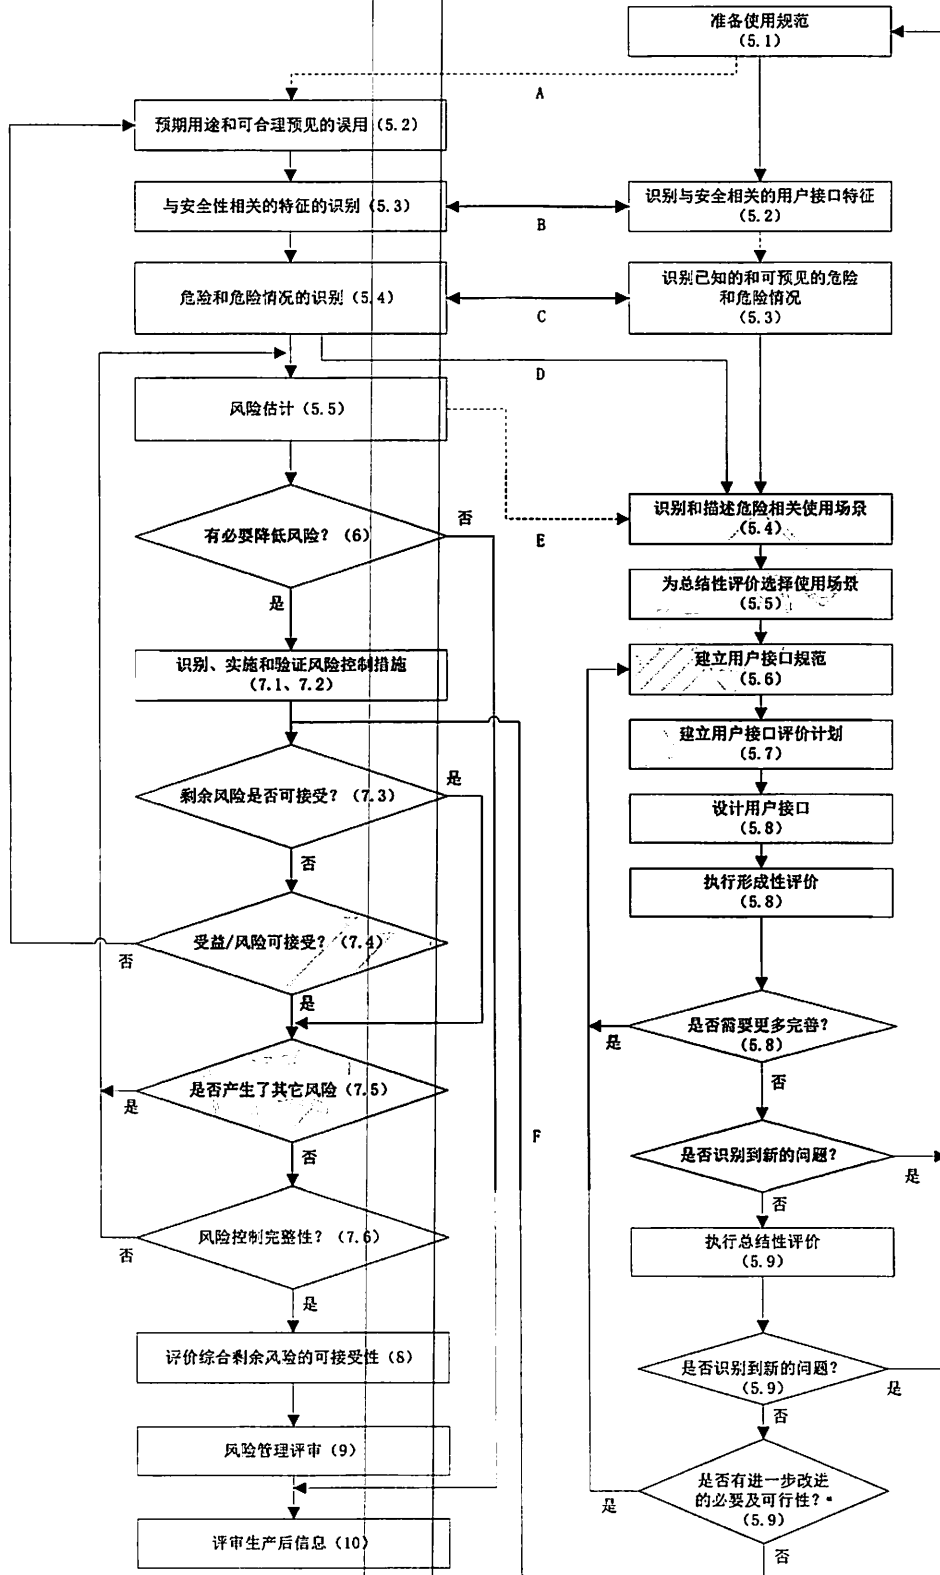 准备使用规范
（5.1）
A
预期用途和可合理预见的误用（5.2）
与安全性相关的特征的识别（5.3）
B
识别与安全相关的用户接口特征
（5.2）
危险和危险情况的识别（5.4）
C
识别已知的和可预见的危险
和危险情况
（5.3）
D
风险估计（5.5）
E
识别和描述危险相关使用场景
（5.4）
有必要降低风险？（6）
否
是
为总结性评价选择使用场景
（5.5）
识别、实施和验证风险控制措施
（7.1、7.2）
建立用户接口规范
（5.6）
建立用户接口评价计划
（5.7）
剩余风险是否可接受？（7.3）
是
否
设计用户接口
（5.8）
执行形成性评价
（5.8）
受益/风险可接受？（7.4）
否
是
是否需要更多完善？
（5.8）
是
否
是否产生了其它风险（7.5）
是
否
F
是否识别到新的问题？
是
否
风险控制完整性？（7.6）
否
是
执行总结性评价
（5.9）
评价综合剩余风险的可接受性（8）
是否识别到新的问题？
（5.9）
是
否
风险管理评审（9）
是否有进一步改进
的必要及可行性？*
（5.9）
是
否
评审生产后信息（10）